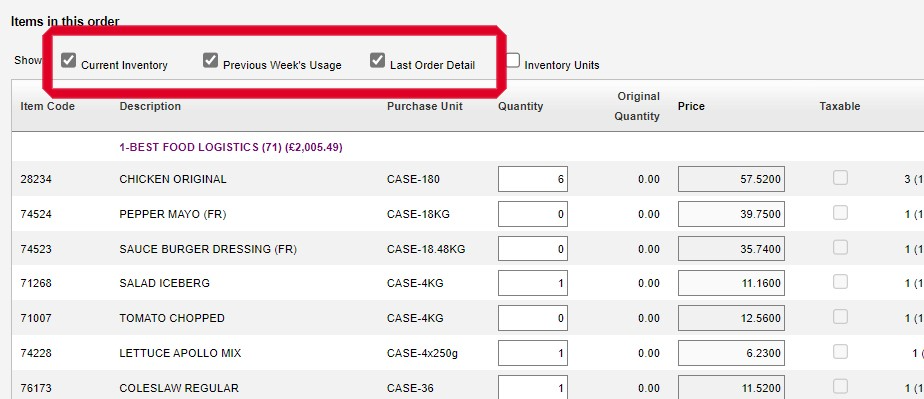 Items in this order
Show Current Inventory Previous Week's Usage Last Order Detail Inventory Units
Item Code Description Purchase Unit Quantity Original Quantity Price Taxable
1-BEST FOOD LOGISTICS (71) (£2,005.49)
28234 CHICKEN ORIGINAL CASE-180 6 0.00 57.5200 3 (1
74524 PEPPER MAYO (FR) CASE-18KG 0 0.00 39.7500 1 (1
74523 SAUCE BURGER DRESSING (FR) CASE-18.48KG 0 0.00 35.7400 1 (1
71268 SALAD ICEBERG CASE-4KG 1 0.00 11.1600 1 (1
71007 TOMATO CHOPPED CASE-4KG 0 0.00 12.5600 1 (1
74228 LETTUCE APOLLO MIX CASE-4x250g 1 0.00 6.2300 1 (
76173 COLESLAW REGULAR CASE-36 1 0.00 11.5200 1 (1